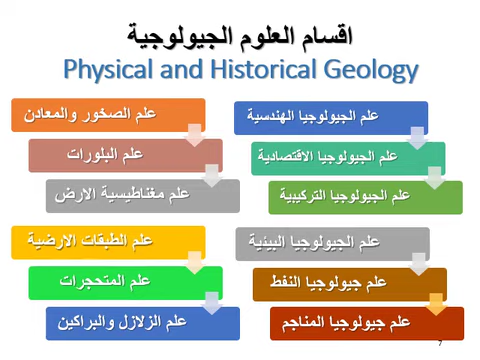 اقسام العلوم الجيولوجية
Physical and Historical Geology
علم الجيولوجيا الهندسية
علم الجيولوجيا الاقتصادية
علم الجيولوجيا التركيبية
علم الصخور والمعادن
علم البلورات
علم مغناطيسية الارض
علم الجيولوجيا البيئية
علم جيولوجيا النفط
علم جيولوجيا المناجم
علم الطبقات الارضية
علم المتحجرات
علم الزلازل والبراكين
7